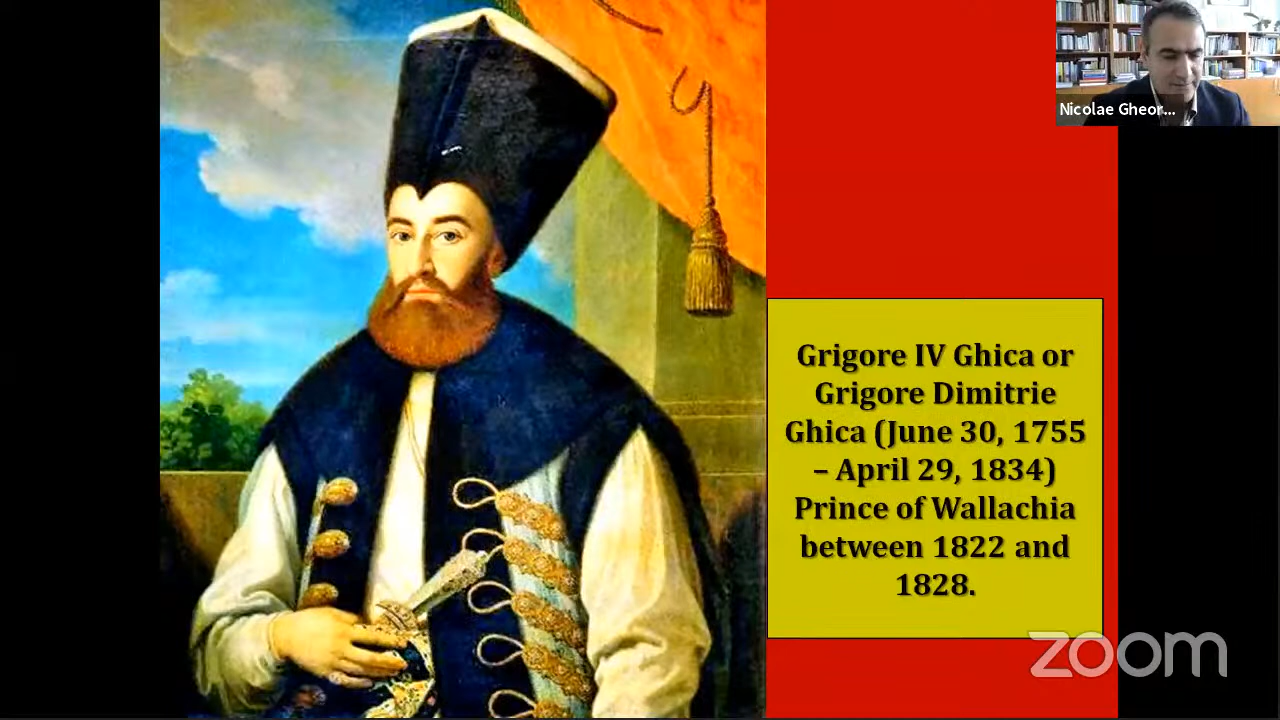 Nicolae Gheor...
Grigore IV Ghica or
Grigore Dimitrie
Ghica (June 30, 1755
– April 29, 1834)
Prince of Wallachia
between 1822 and
1828.
zoom